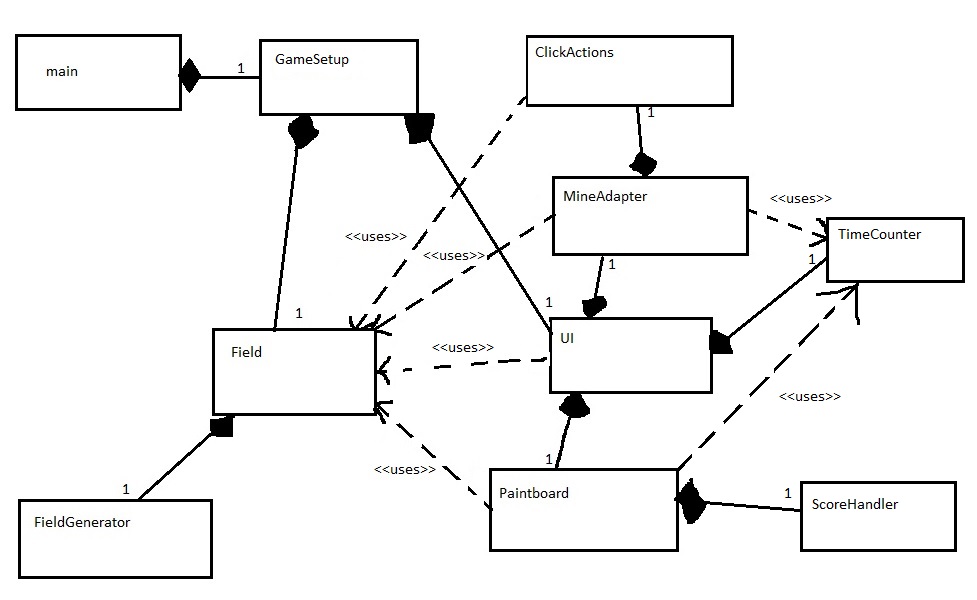 main
1
GameSetup
ClickActions
1
MineAdapter
<<uses>>
TimeCounter
<<uses>>
<<uses>>
1
1
1
1
Field
<<uses>>
UI
<<uses>>
<<uses>>
1
1
Paintboard
1
ScoreHandler
FieldGenerator